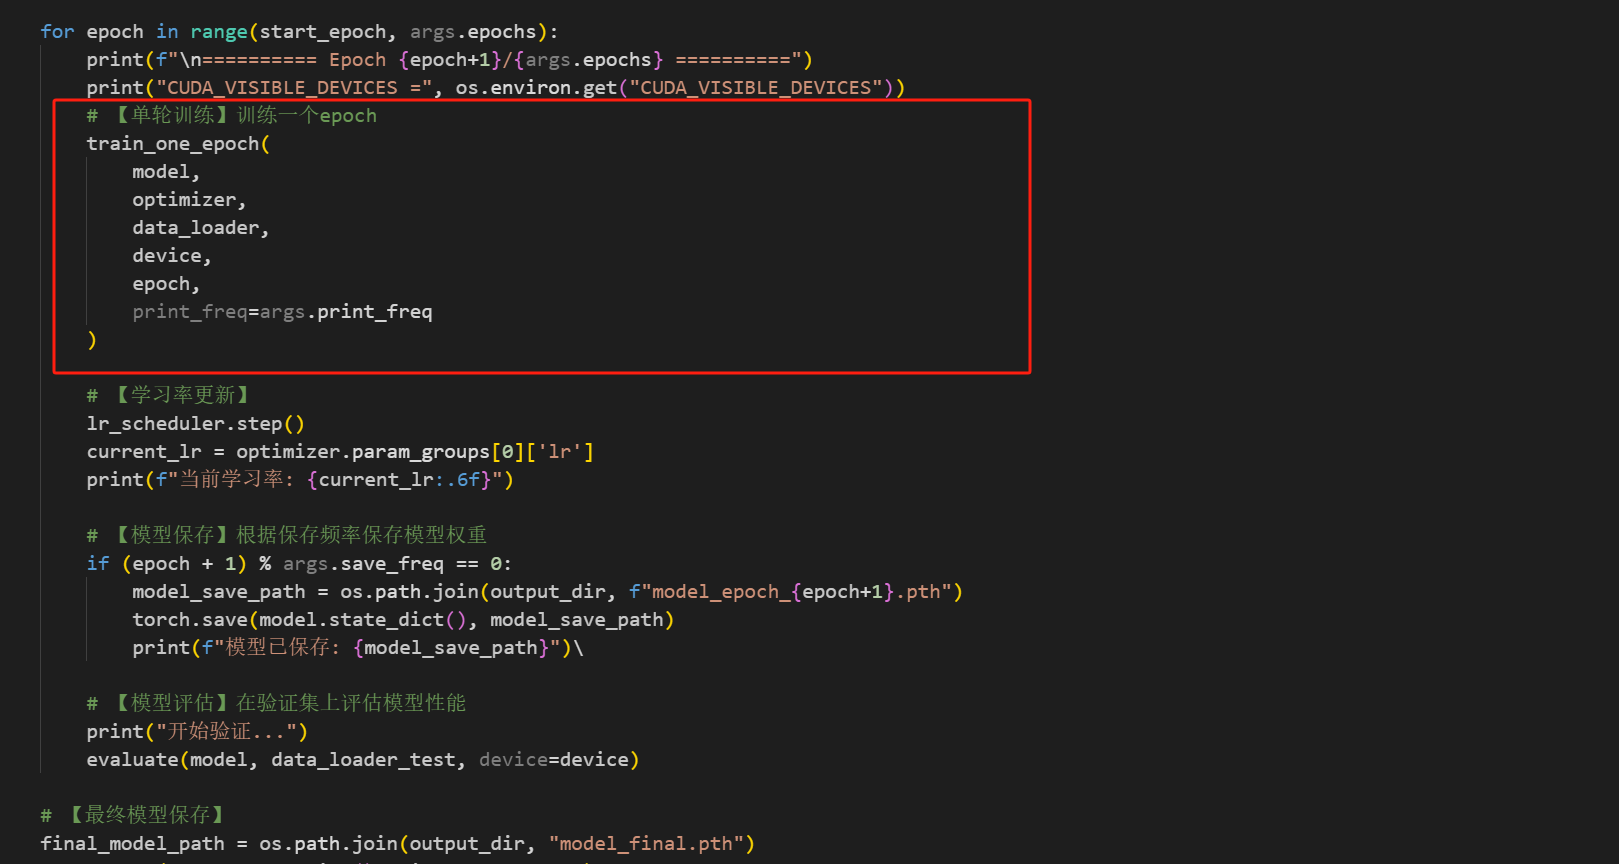 for epoch in range(start_epoch, args.epochs):
    print(f"\n========== Epoch {epoch+1}/{args.epochs} ==========")
    print("CUDA_VISIBLE_DEVICES =", os.environ.get("CUDA_VISIBLE_DEVICES"))
    # 【单轮训练】训练一个epoch
    train_one_epoch(
        model,
        optimizer,
        data_loader,
        device,
        epoch,
        print_freq=args.print_freq
    )
    # 【学习率更新】
    lr_scheduler.step()
    current_lr = optimizer.param_groups[0]['lr']
    print(f"当前学习率: {current_lr:.6f}")
    # 【模型保存】根据保存频率保存模型权重
    if (epoch + 1) % args.save_freq == 0:
        model_save_path = os.path.join(output_dir, f"model_epoch_{epoch+1}.pth")
        torch.save(model.state_dict(), model_save_path)
        print(f"模型已保存: {model_save_path}")\
    # 【模型评估】在验证集上评估模型性能
    print("开始验证...")
    evaluate(model, data_loader_test, device=device)
# 【最终模型保存】
final_model_path = os.path.join(output_dir, "model_final.pth")